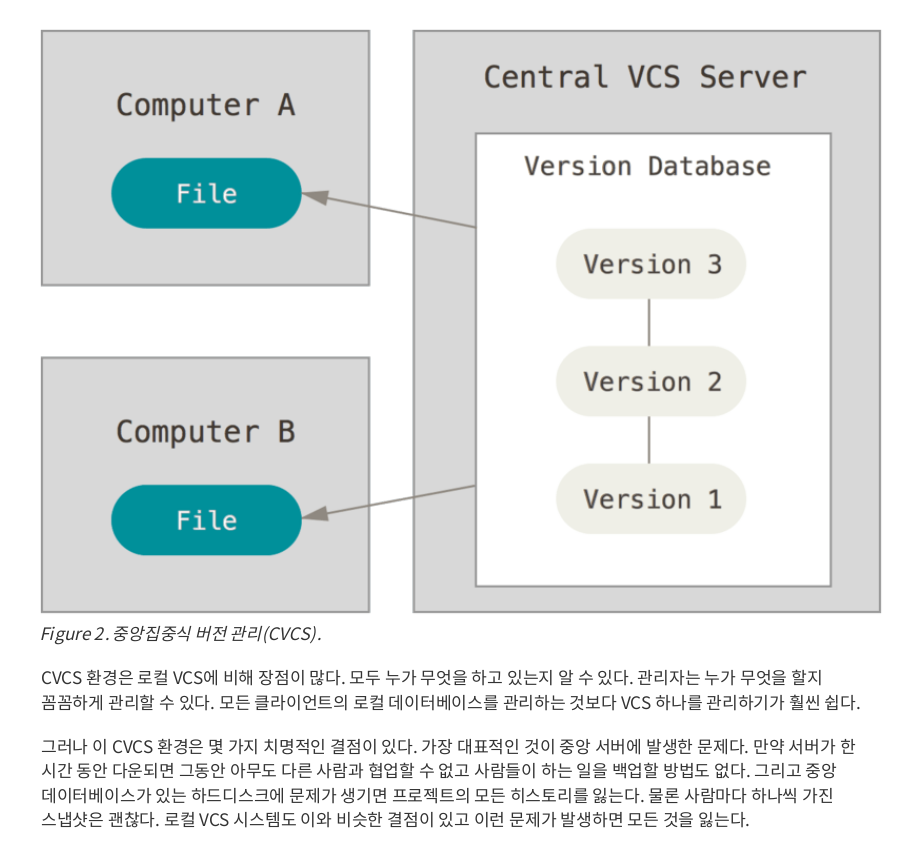 Computer A
File
Central VCS Server
Version Database
Version 3
Version 2
Version 1
Computer B
File
Figure 2. 중앙집중식 버전 관리(CVCS).
CVCS 환경은 로컬 VCS에 비해 장점이 많다. 모두 누가 무엇을 하고 있는지 알 수 있다. 관리자는 누가 무엇을 할지
꼼꼼하게 관리할 수 있다. 모든 클라이언트의 로컬 데이터베이스를 관리하는 것보다 VCS 하나를 관리하기가 훨씬 쉽다.
그러나 이 CVCS 환경은 몇 가지 치명적인 결점이 있다. 가장 대표적인 것이 중앙 서버에 발생한 문제다. 만약 서버가 한
시간 동안 다운되면 그동안 아무도 다른 사람과 협업할 수 없고 사람들이 하는 일을 백업할 방법도 없다. 그리고 중앙
데이터베이스가 있는 하드디스크에 문제가 생기면 프로젝트의 모든 히스토리를 잃는다. 물론 사람마다 하나씩 가진
스냅샷은 괜찮다. 로컬 VCS 시스템도 이와 비슷한 결점이 있고 이런 문제가 발생하면 모든 것을 잃는다.